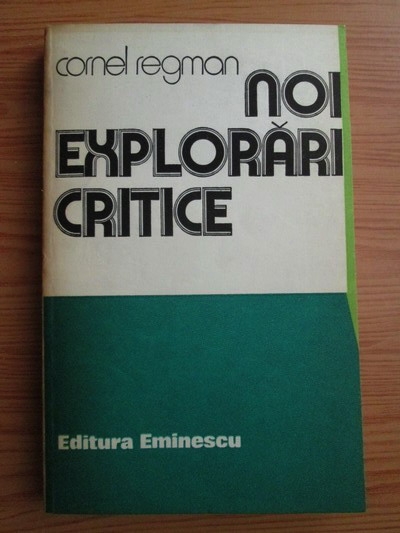 cornel regman
NOI
EXPLORĂRI
CRITICE
Editura Eminescu